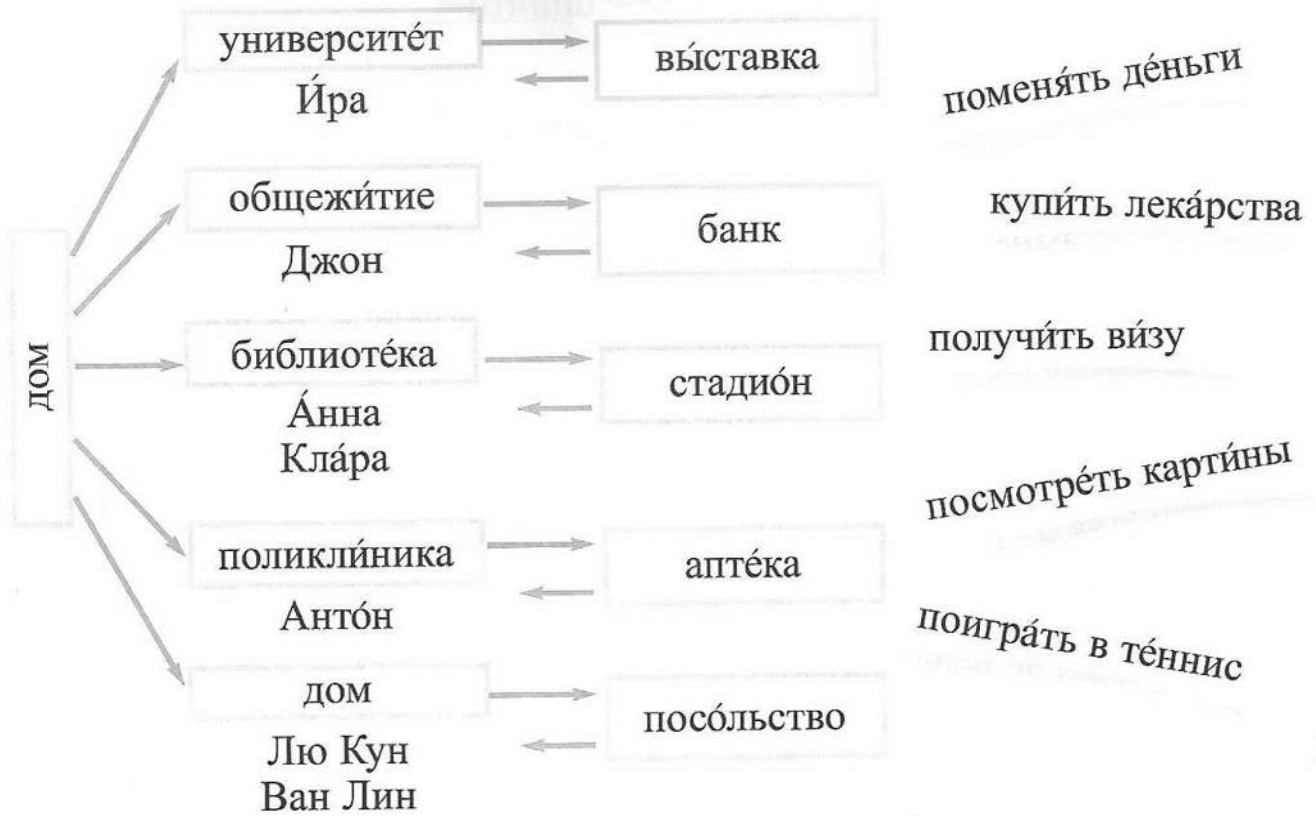 университе́т
И́ра
вы́ставка
поменя́ть де́ньги
общежи́тие
Джон
банк
купи́ть лека́рства
дом
библиоте́ка
А́нна
Кла́ра
стадио́н
получи́ть ви́зу
поликли́ника
Анто́н
апте́ка
посмотре́ть карти́ны
дом
Лю Кун
Ван Лин
посо́льство
поигра́ть в те́ннис